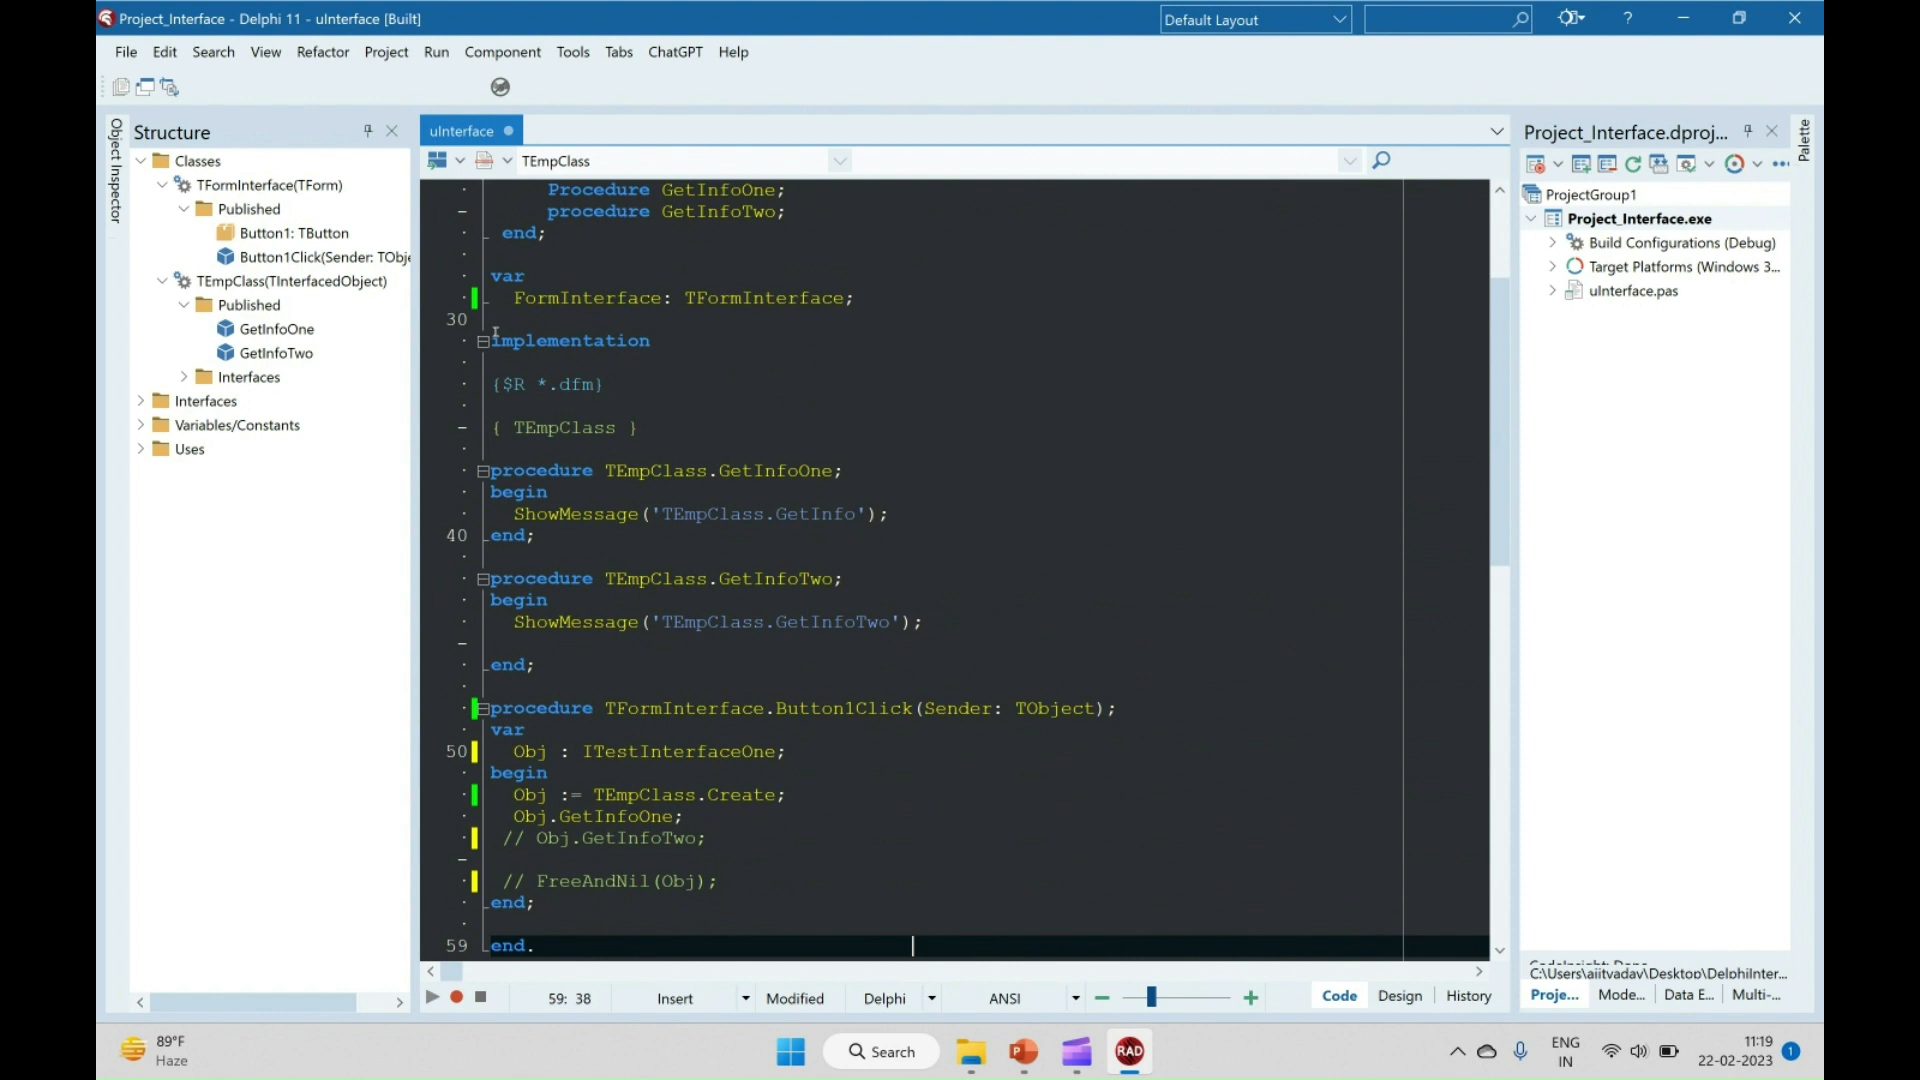 Project_Interface - Delphi 11 - uInterface [Built]
Default Layout
?
File Edit Search View Refactor Project Run Component Tools Tabs ChatGPT Help
Object Inspector
Structure
Classes
TFormInterface(TForm)
Published
Button1: TButton
Button1Click(Sender: TObje
TEmpClass(TInterfacedObject)
Published
GetInfoOne
GetInfoTwo
Interfaces
Interfaces
Variables/Constants
Uses
uInterface
TEmpClass
Procedure GetInfoOne;
procedure GetInfoTwo;
end;
var
FormInterface: TFormInterface;
30
implementation
{$R *.dfm}
{ TEmpClass }
procedure TEmpClass.GetInfoOne;
begin
ShowMessage('TEmpClass.GetInfo');
40 end;
procedure TEmpClass.GetInfoTwo;
begin
ShowMessage('TEmpClass.GetInfoTwo');
end;
procedure TFormInterface.Button1Click(Sender: TObject);
var
50 Obj : ITestInterfaceOne;
begin
Obj := TEmpClass.Create;
Obj.GetInfoOne;
// Obj.GetInfoTwo;
// FreeAndNil(Obj);
end;
59 end.
59: 38 Insert Modified Delphi ANSI Code Design History
Project_Interface.dproj...
Palette
ProjectGroup1
Project_Interface.exe
Build Configurations (Debug)
Target Platforms (Windows 3...
uInterface.pas
C:\Users\ajityadav\Desktop\DelphiInter...
Proje... Mode... Data E... Multi-...
89°F
Haze
Search
RAD
ENG
IN
11:19
22-02-2023
1